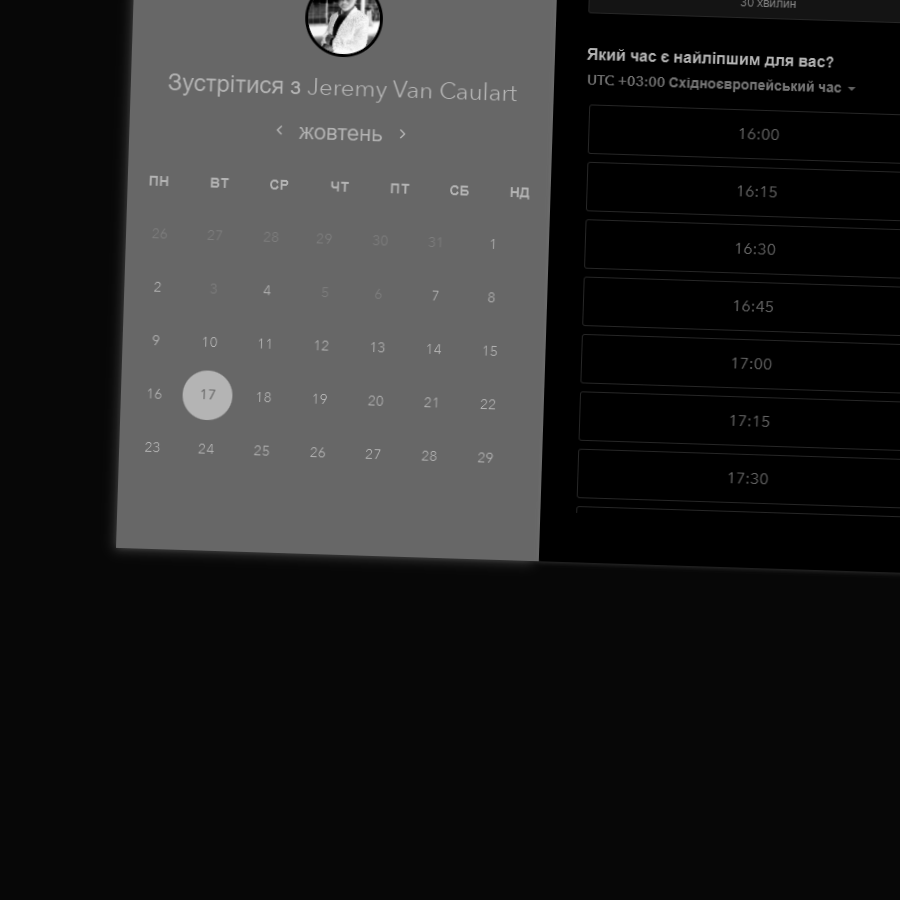 Зустрітися з Jeremy Van Caulart
жовтень
ПН ВТ СР ЧТ ПТ СБ НД
26 27 28 29 30 31 1
2 3 4 5 6 7 8
9 10 11 12 13 14 15
16 17 18 19 20 21 22
23 24 25 26 27 28 29
30 хвилин
Який час є найліпшим для вас?
UTC +03:00 Східноєвропейський час
16:00
16:15
16:30
16:45
17:00
17:15
17:30